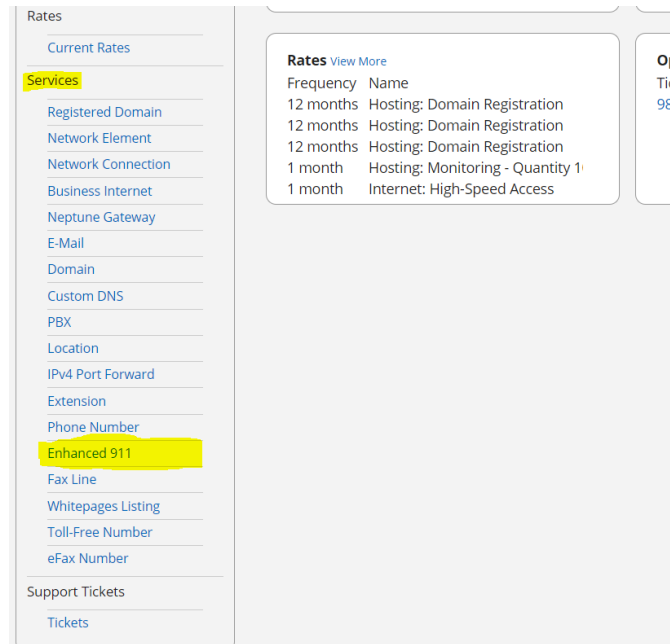 Rates
Current Rates
Services
Registered Domain
Network Element
Network Connection
Business Internet
Neptune Gateway
E-Mail
Domain
Custom DNS
PBX
Location
IPv4 Port Forward
Extension
Phone Number
Enhanced 911
Fax Line
Whitepages Listing
Toll-Free Number
eFax Number
Support Tickets
Tickets
Rates View More
Frequency Name
12 months Hosting: Domain Registration
12 months Hosting: Domain Registration
12 months Hosting: Domain Registration
1 month Hosting: Monitoring - Quantity
1 month Internet: High-Speed Access